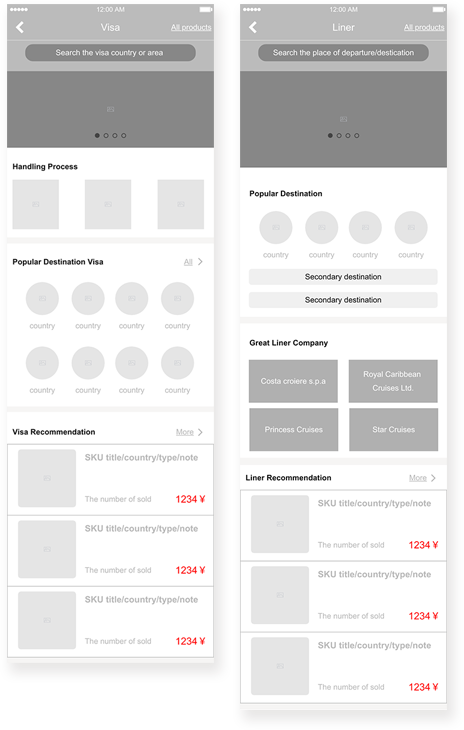 12:00 AM
Visa
All products
Search the visa country or area
Handling Process
Popular Destination Visa
All
country
country
country
country
country
country
country
country
Visa Recommendation
More
SKU title/country/type/note
The number of sold
1234 ¥
SKU title/country/type/note
The number of sold
1234 ¥
SKU title/country/type/note
The number of sold
1234 ¥
12:00 AM
Liner
All products
Search the place of departure/destication
Popular Destination
country
country
country
country
Secondary destination
Secondary destination
Great Liner Company
Costa croiere s.p.a
Royal Caribbean
Cruises Ltd.
Princess Cruises
Star Cruises
Liner Recommendation
More
SKU title/country/type/note
The number of sold
1234 ¥
SKU title/country/type/note
The number of sold
1234 ¥
SKU title/country/type/note
The number of sold
1234 ¥